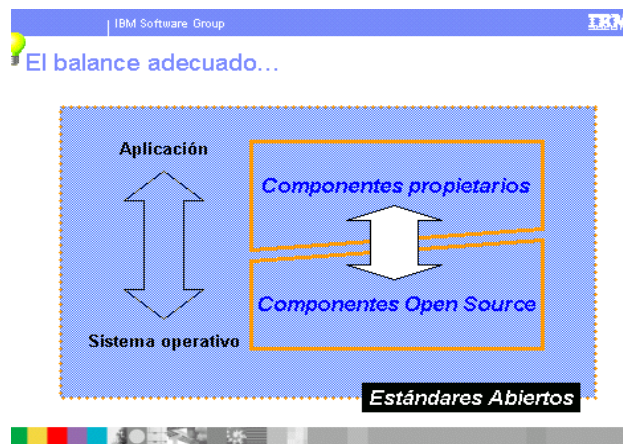 IBM Software Group
IBM
El balance adecuado...
Aplicación
Componentes propietarios
Componentes Open Source
Sistema operativo
Estándares Abiertos